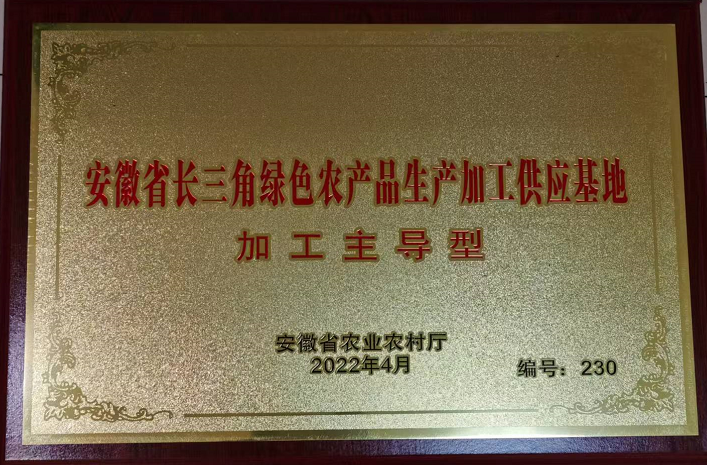 安徽省长三角绿色农产品生产加工供应基地
加工主导型
安徽省农业农村厅
2022年4月
编号：230